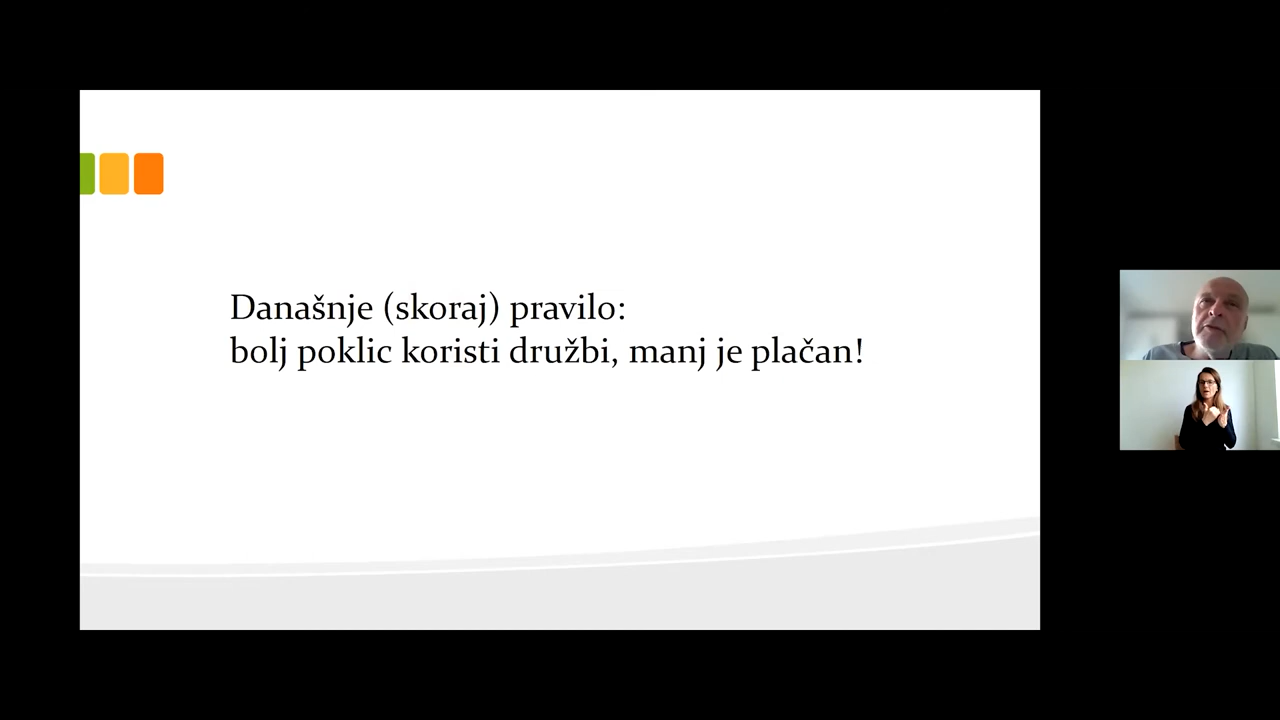 Današnje (skoraj) pravilo:
bolj poklic koristi družbi, manj je plačan!